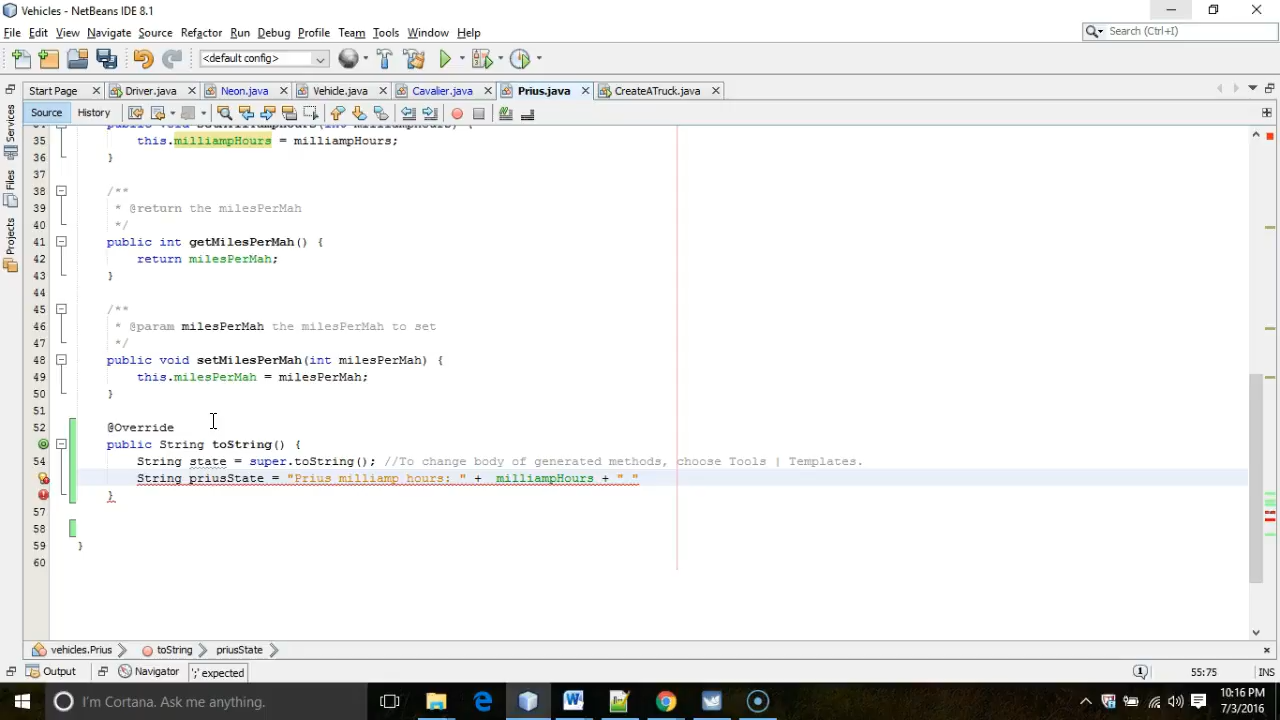 Vehicles - NetBeans IDE 8.1
File Edit View Navigate Source Refactor Run Debug Profile Team Tools Window Help
Search (Ctrl+I)
<default config>
Start Page Driver.java Neon.java Vehicle.java Cavalier.java Prius.java CreateATruck.java
Source History
Services
Files
Projects
35 this.milliampHours = milliampHours;
36 }
37
38 /**
39 * @return the milesPerMah
40 */
41 public int getMilesPerMah() {
42 return milesPerMah;
43 }
44
45 /**
46 * @param milesPerMah the milesPerMah to set
47 */
48 public void setMilesPerMah(int milesPerMah) {
49 this.milesPerMah = milesPerMah;
50 }
51
52 @Override
public String toString() {
54 String state = super.toString(); //To change body of generated methods, choose Tools | Templates.
String priusState = "Prius milliamp hours: " + milliampHours + " "
}
57
58
59 }
60
vehicles.Prius toString priusState
Output Navigator ';' expected 55:75 INS
I'm Cortana. Ask me anything.
10:16 PM
7/3/2016